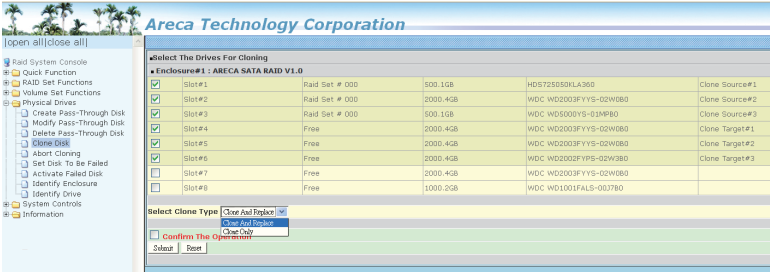 Areca Technology Corporation
|open all|close all|
Raid System Console
Quick Function
RAID Set Functions
Volume Set Functions
Physical Drives
Create Pass-Through Disk
Modify Pass-Through Disk
Delete Pass-Through Disk
Clone Disk
Abort Cloning
Set Disk To Be Failed
Activate Failed Disk
Identify Enclosure
Identify Drive
System Controls
Information
Select The Drives For Cloning
Enclosure#1 : ARECA SATA RAID V1.0
Slot#1 Raid Set # 000 500.1GB HDS725050KLA360 Clone Source#1
Slot#2 Raid Set # 000 2000.4GB WDC WD2003FYYS-02W0B0 Clone Source#2
Slot#3 Raid Set # 000 500.1GB WDC WD5000YS-01MPB0 Clone Source#3
Slot#4 Free 2000.4GB WDC WD2003FYYS-02W0B0 Clone Target#1
Slot#5 Free 2000.4GB WDC WD2003FYYS-02W0B0 Clone Target#2
Slot#6 Free 2000.4GB WDC WD2002FYPS-02W3B0 Clone Target#3
Slot#7 Free 2000.4GB WDC WD2003FYYS-02W0B0
Slot#8 Free 1000.2GB WDC WD1001FALS-00J7B0
Select Clone Type Clone And Replace
Clone And Replace
Clone Only
Confirm The Operation
Submit Reset